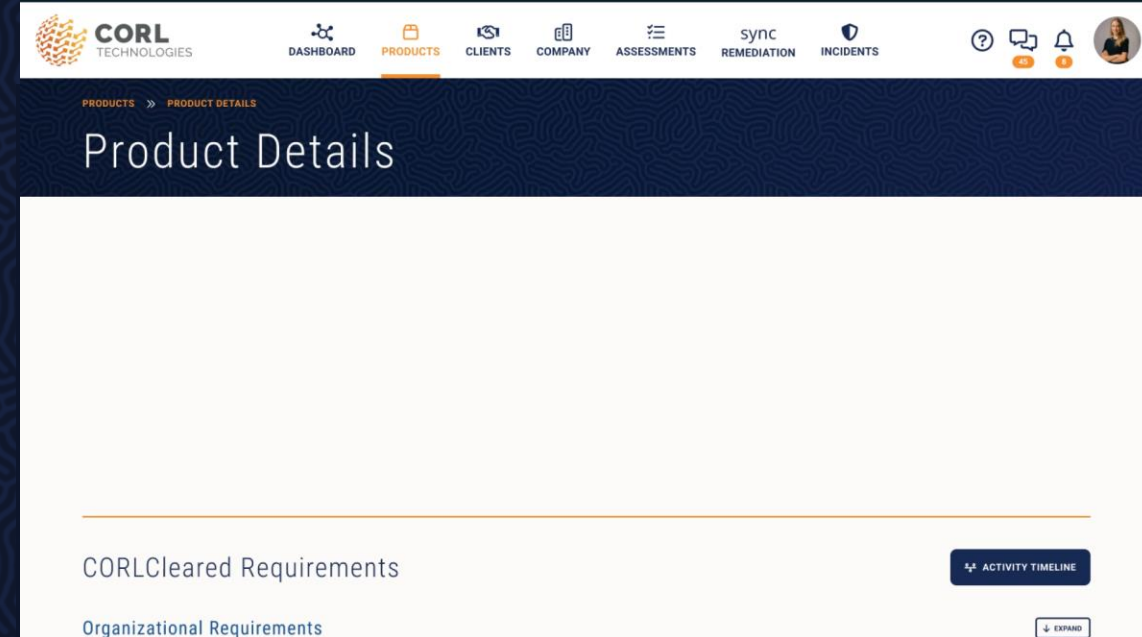 CORL
TECHNOLOGIES
DASHBOARD
PRODUCTS
CLIENTS
COMPANY
ASSESSMENTS
sync
REMEDIATION
INCIDENTS
?
45
8
PRODUCTS » PRODUCT DETAILS
Product Details
CORLCleared Requirements
ACTIVITY TIMELINE
Organizational Requirements
EXPAND